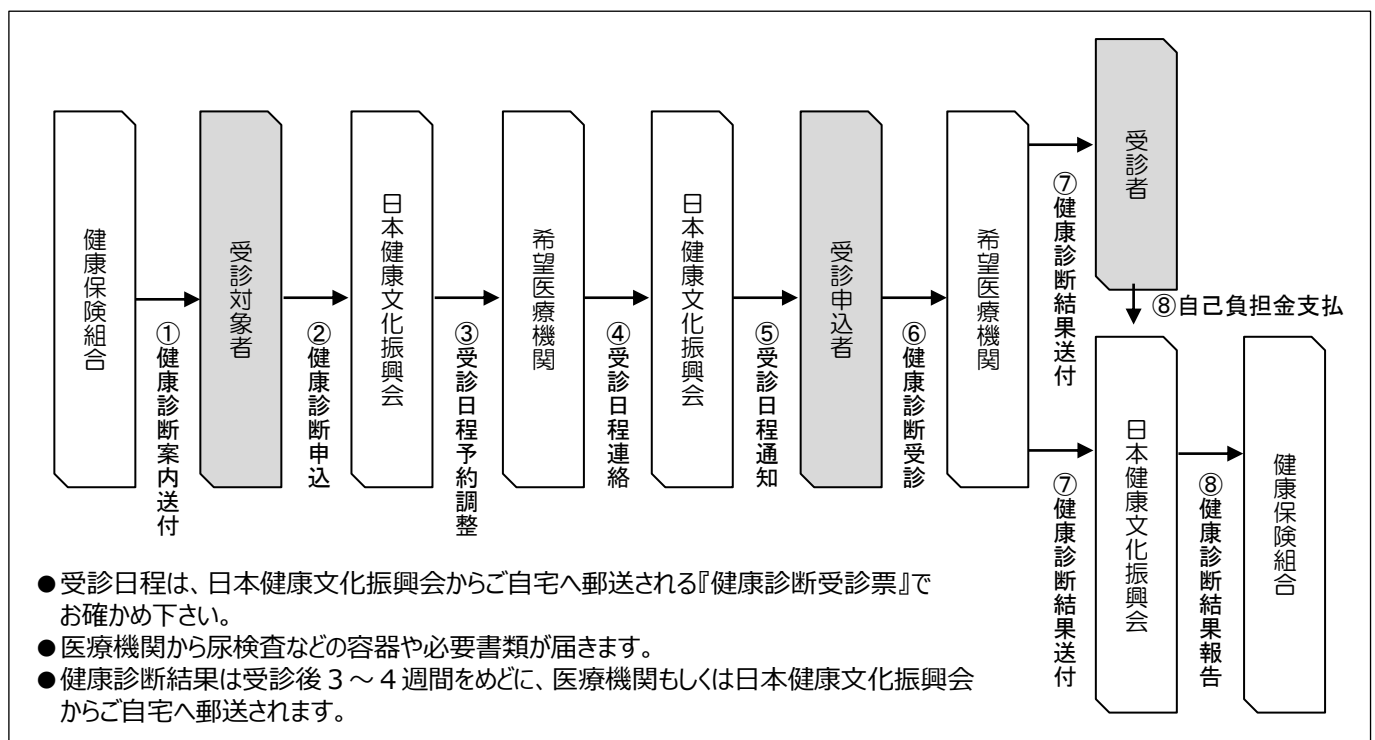 健康保険組合
①健康診断案内送付
受診対象者
②健康診断申込
日本健康文化振興会
③受診日程予約調整
希望医療機関
④受診日程連絡
日本健康文化振興会
⑤受診日程通知
受診申込者
⑥健康診断受診
希望医療機関
⑦健康診断結果送付
受診者
⑧自己負担金支払
⑦健康診断結果送付
日本健康文化振興会
⑧健康診断結果報告
健康保険組合
●受診日程は、日本健康文化振興会からご自宅へ郵送される『健康診断受診票』で
お確かめ下さい。
●医療機関から尿検査などの容器や必要書類が届きます。
●健康診断結果は受診後３～４週間をめどに、医療機関もしくは日本健康文化振興会
からご自宅へ郵送されます。